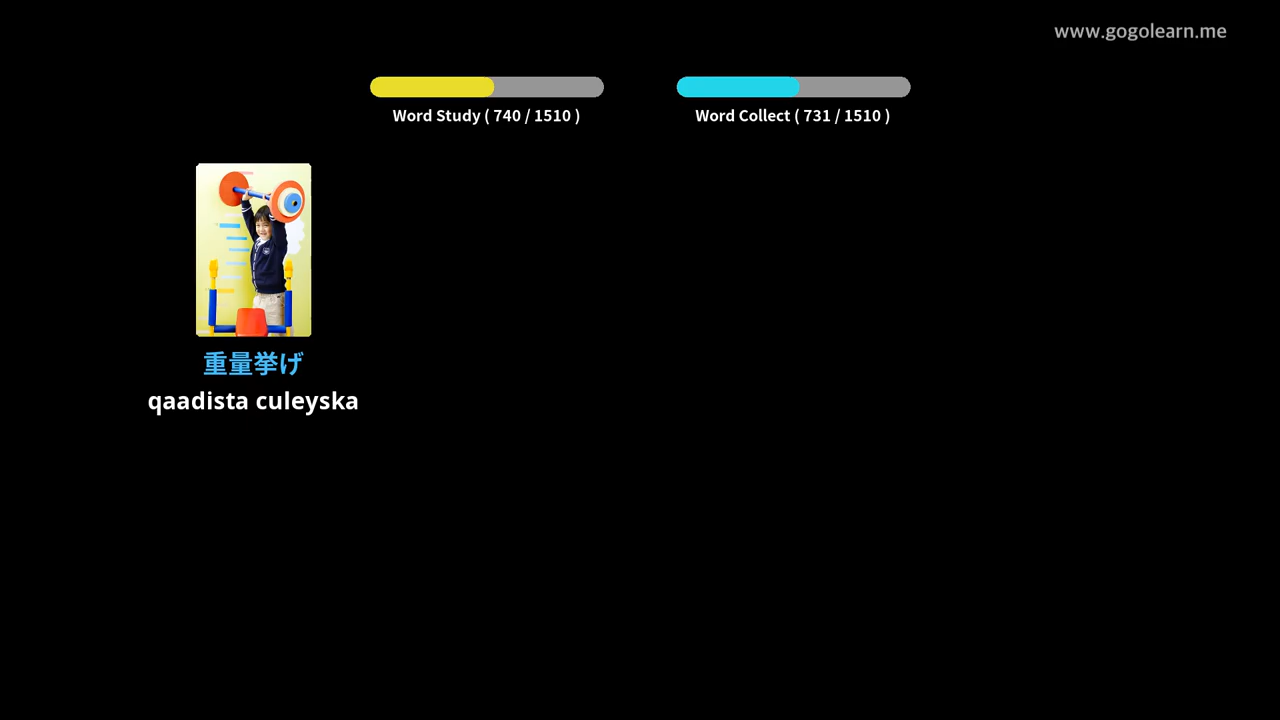 www.gogolearn.me
Word Study ( 740 / 1510 )
Word Collect ( 731 / 1510 )
重量挙げ
qaadista culeyska